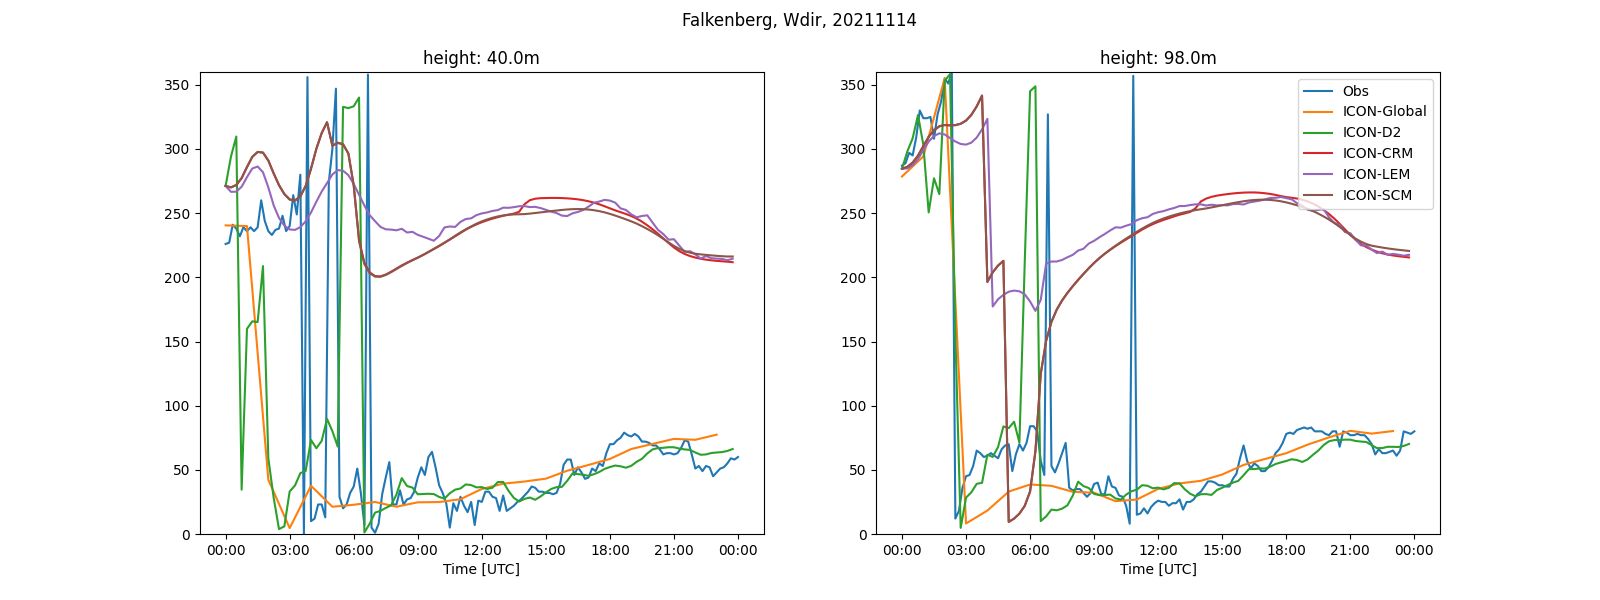 Falkenberg, Wdir, 20211114
height: 40.0m
350
300
250
200
150
100
50
0
00:00 03:00 06:00 09:00 12:00 15:00 18:00 21:00 00:00
Time [UTC]
height: 98.0m
350
300
250
200
150
100
50
0
00:00 03:00 06:00 09:00 12:00 15:00 18:00 21:00 00:00
Time [UTC]
Obs
ICON-Global
ICON-D2
ICON-CRM
ICON-LEM
ICON-SCM